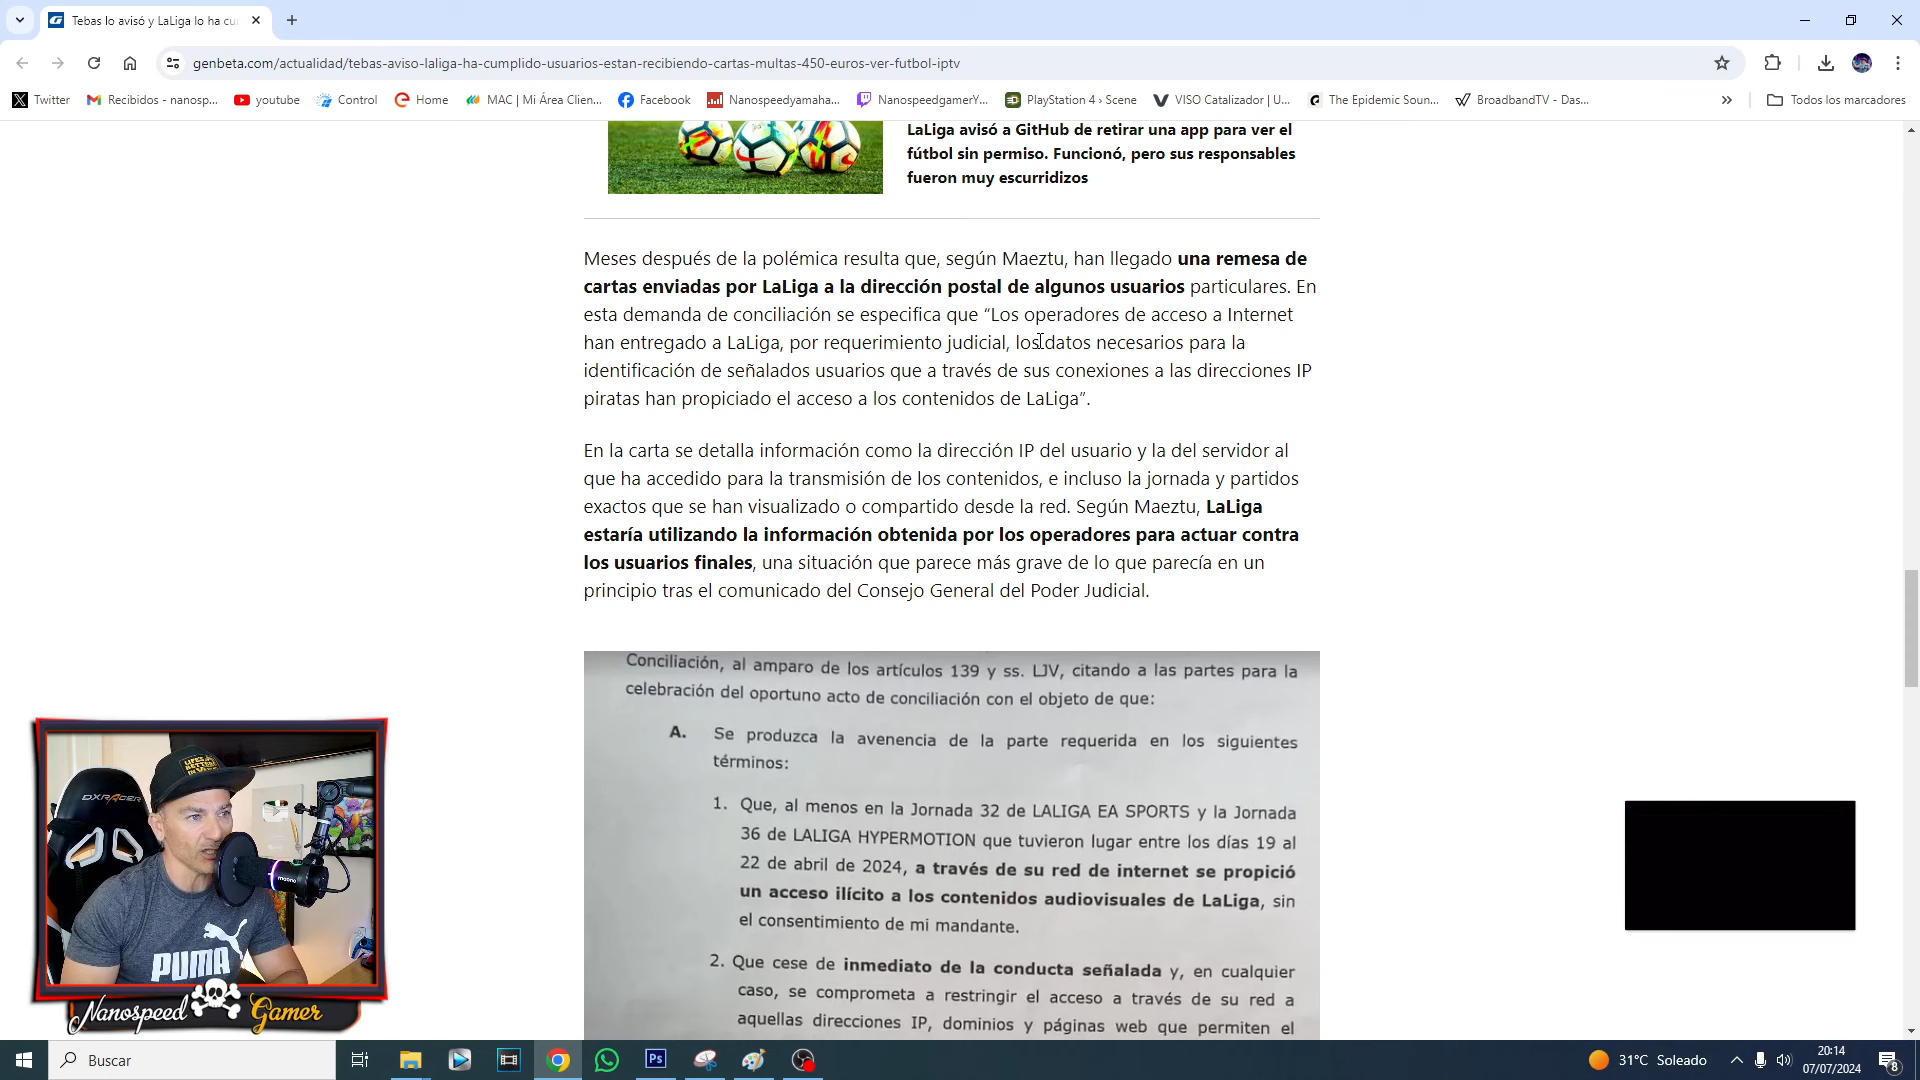 Tebas lo avisó y LaLiga lo ha cu
genbeta.com/actualidad/tebas-aviso-laliga-ha-cumplido-usuarios-estan-recibiendo-cartas-multas-450-euros-ver-futbol-iptv
Twitter
Recibidos - nanosp...
youtube
Control
Home
MAC | Mi Área Clien...
Facebook
Nanospeedyamaha...
NanospeedgamerY...
PlayStation 4 › Scene
VISO Catalizador | U...
The Epidemic Soun...
BroadbandTV - Das...
»
Todos los marcadores
LaLiga avisó a GitHub de retirar una app para ver el
fútbol sin permiso. Funcionó, pero sus responsables
fueron muy escurridizos
Meses después de la polémica resulta que, según Maeztu, han llegado una remesa de
cartas enviadas por LaLiga a la dirección postal de algunos usuarios particulares. En
esta demanda de conciliación se especifica que “Los operadores de acceso a Internet
han entregado a LaLiga, por requerimiento judicial, los datos necesarios para la
identificación de señalados usuarios que a través de sus conexiones a las direcciones IP
piratas han propiciado el acceso a los contenidos de LaLiga”.
En la carta se detalla información como la dirección IP del usuario y la del servidor al
que ha accedido para la transmisión de los contenidos, e incluso la jornada y partidos
exactos que se han visualizado o compartido desde la red. Según Maeztu, LaLiga
estaría utilizando la información obtenida por los operadores para actuar contra
los usuarios finales, una situación que parece más grave de lo que parecía en un
principio tras el comunicado del Consejo General del Poder Judicial.
Conciliación, al amparo de los artículos 139 y ss. LJV, citando a las partes para la
celebración del oportuno acto de conciliación con el objeto de que:
A. Se produzca la avenencia de la parte requerida en los siguientes
términos:
1. Que, al menos en la Jornada 32 de LALIGA EA SPORTS y la Jornada
36 de LALIGA HYPERMOTION que tuvieron lugar entre los días 19 al
22 de abril de 2024, a través de su red de internet se propició
un acceso ilícito a los contenidos audiovisuales de LaLiga, sin
el consentimiento de mi mandante.
2. Que cese de inmediato de la conducta señalada y, en cualquier
caso, se comprometa a restringir el acceso a través de su red a
aquellas direcciones IP, dominios y páginas web que permiten el
DXRACER
maono
PUMA
Nanospeed Gamer
Buscar
Ps
31°C Soleado
20:14
07/07/2024
8